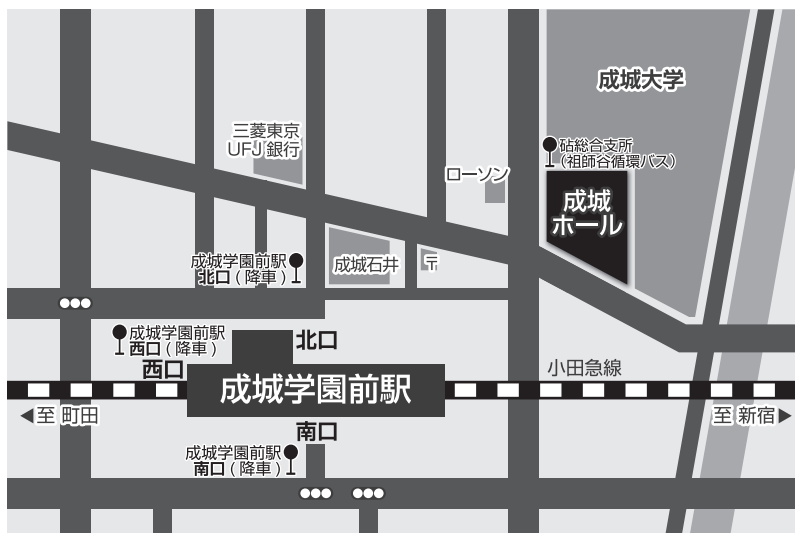 成城大学
三菱東京
UFJ 銀行
砧総合支所
(祖師谷循環バス)
ローソン
成城
ホール
成城学園前駅
北口（降車）
成城石井
〒
成城学園前駅
西口（降車）
北口
西口
成城学園前駅
小田急線
◀至 町田
至 新宿▶
南口
成城学園前駅
南口（降車）